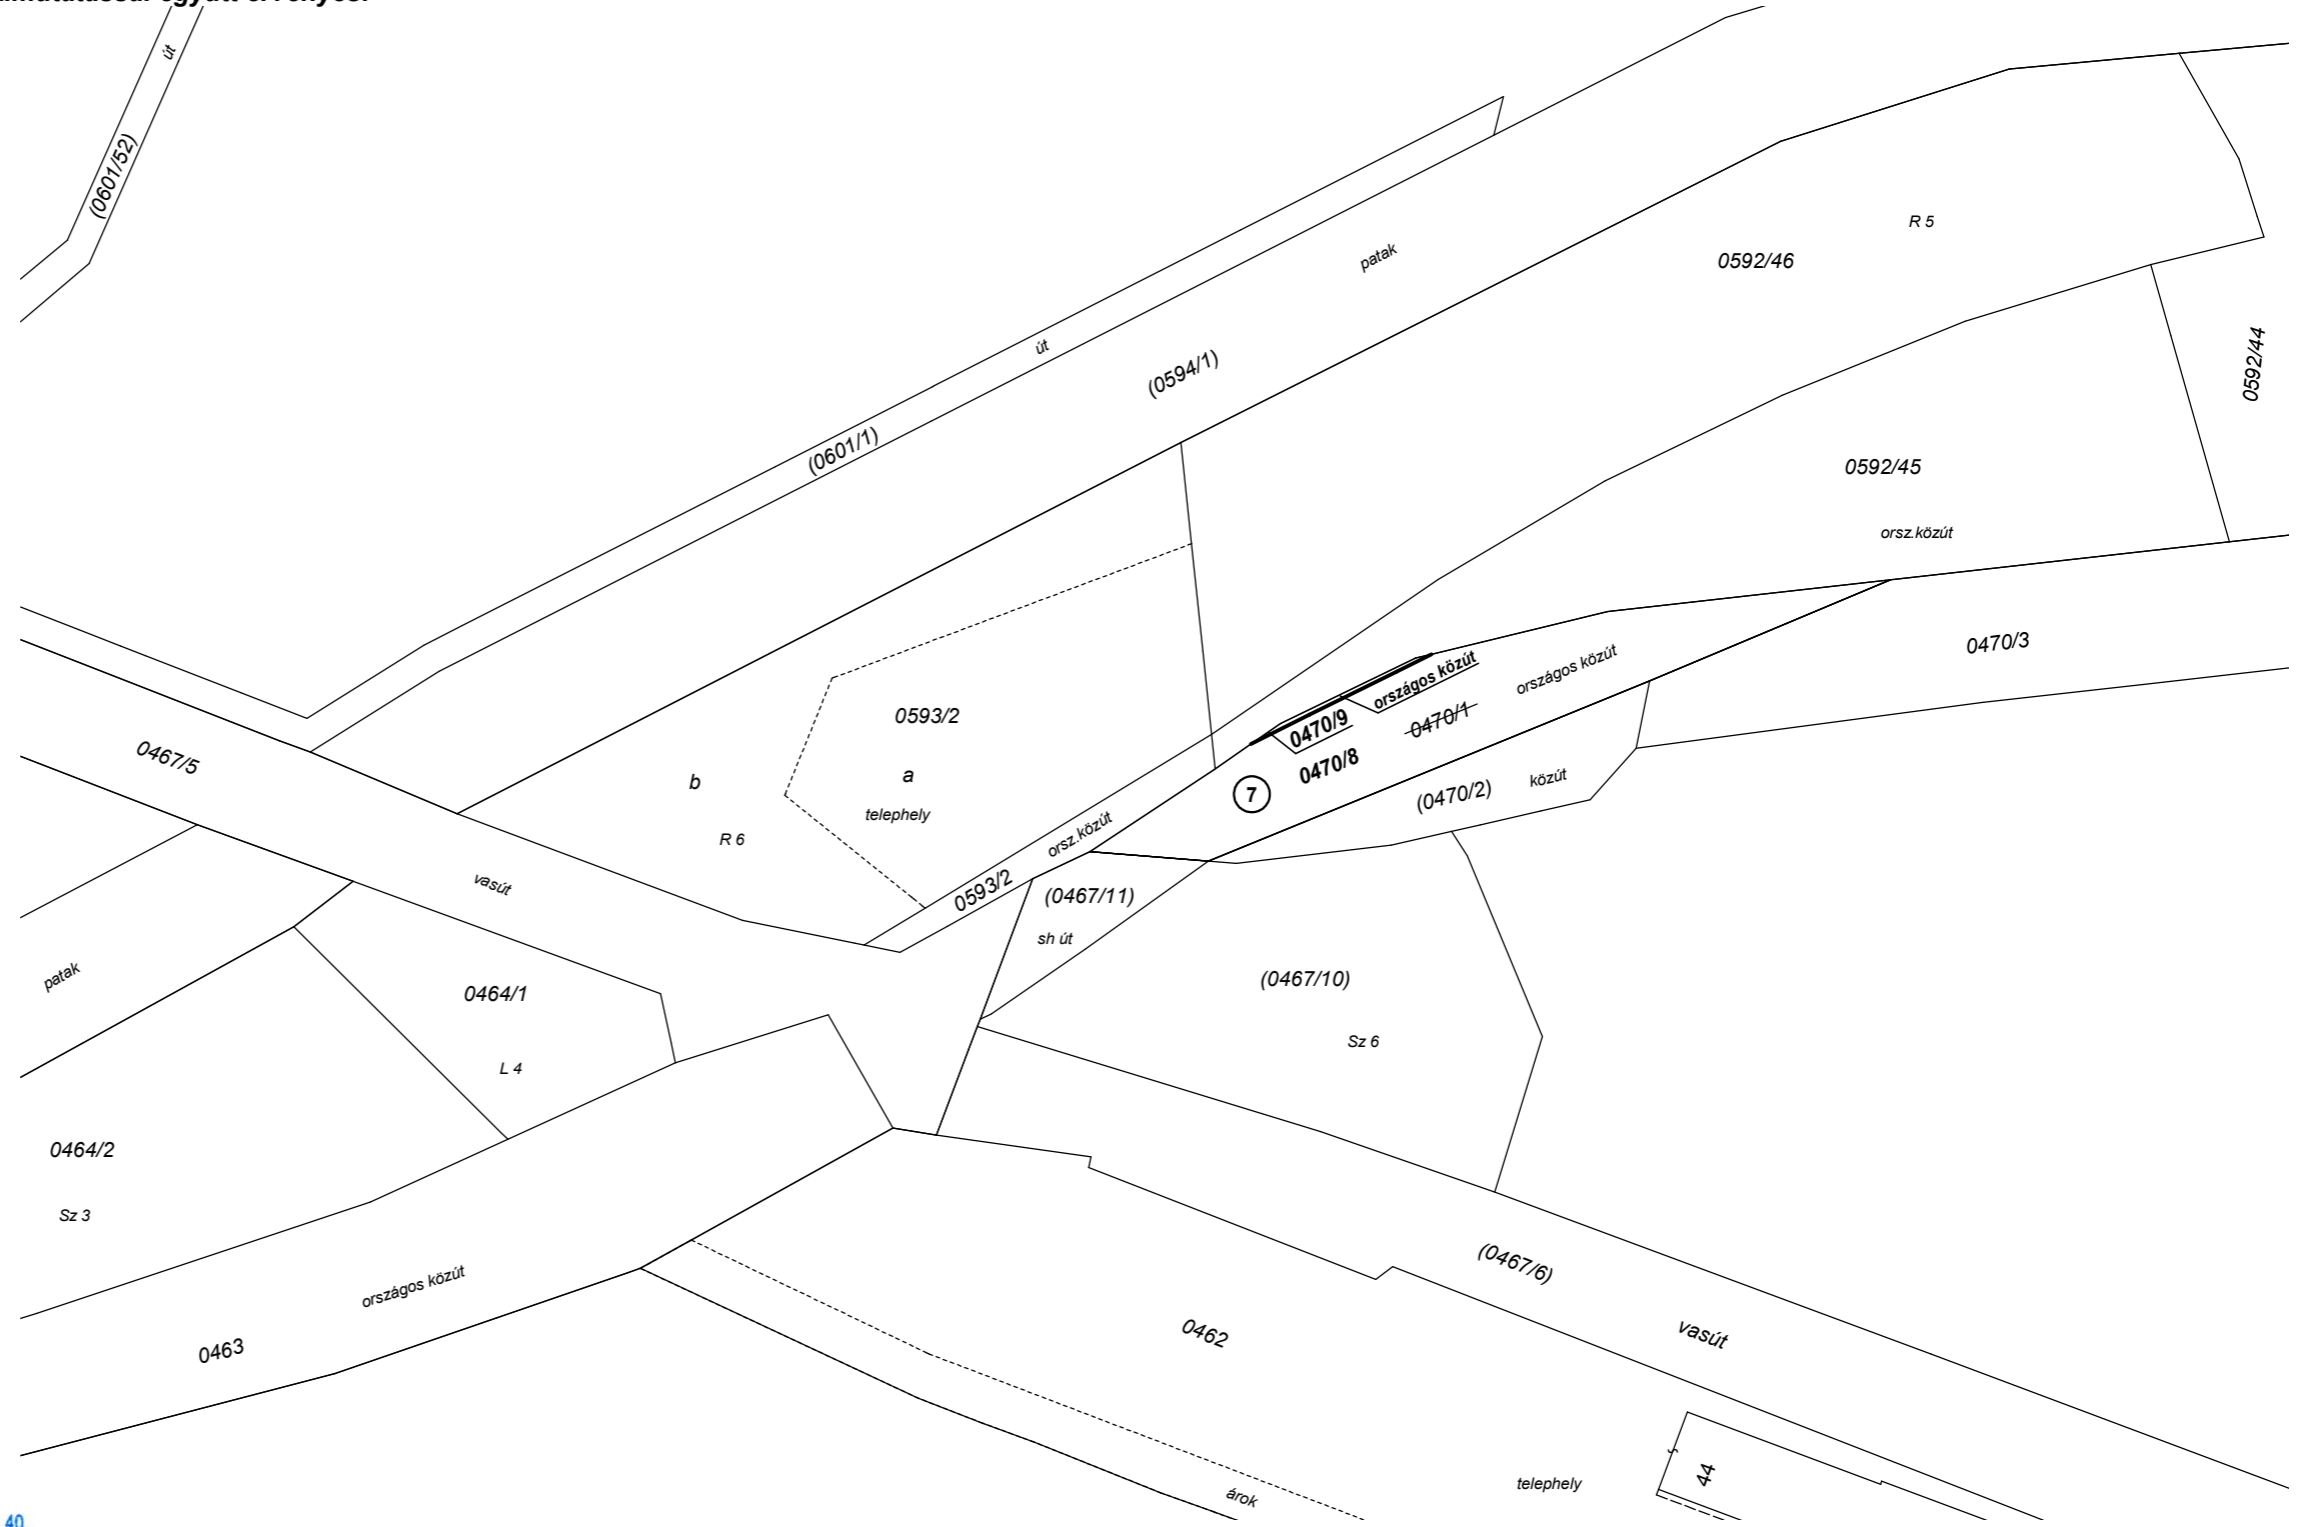 együtt érvényes.
út
(0601/52)
patak
R 5
0592/46
út
(0594/1)
0592/44
(0601/1)
0592/45
orsz.közút
0470/3
országos közút
országos közút
0593/2
0470/9
0470/1
0467/5
b
a
0470/8
7
(0470/2)
közút
telephely
R 6
orsz.közút
vasút
0593/2
(0467/11)
sh út
patak
0464/1
(0467/10)
Sz 6
L 4
0464/2
Sz 3
(0467/6)
országos közút
0462
vasút
0463
44
telephely
árok
40